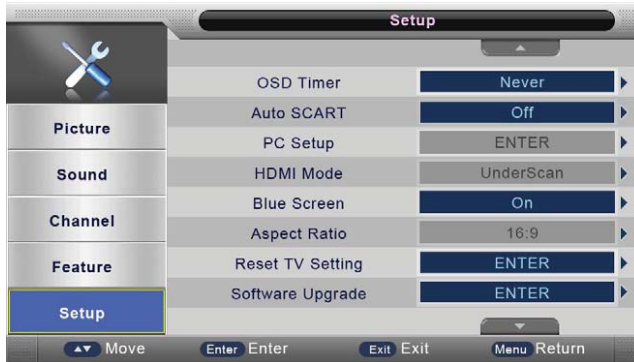 Setup
OSD Timer Never
Auto SCART Off
PC Setup ENTER
HDMI Mode UnderScan
Blue Screen On
Aspect Ratio 16:9
Reset TV Setting ENTER
Software Upgrade ENTER
Picture
Sound
Channel
Feature
Setup
Move Enter Enter Exit Exit Menu Return